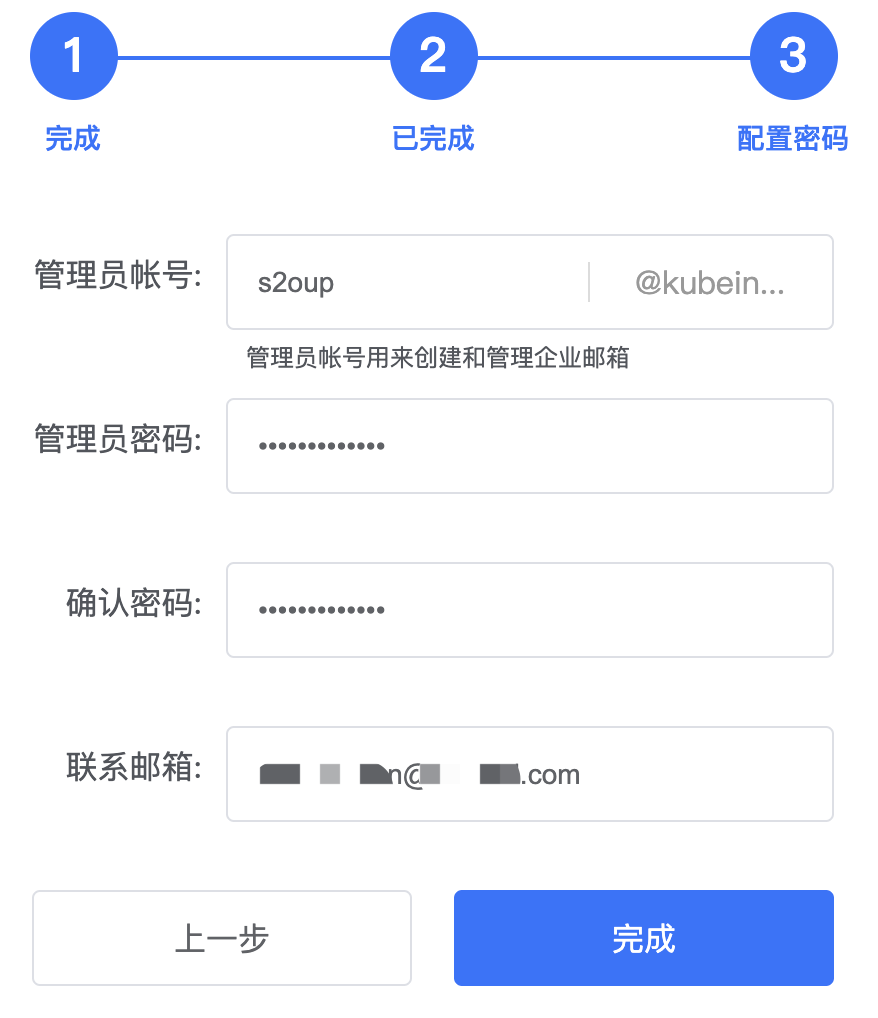 1 2 3
完成 已完成 配置密码
管理员帐号: s2oup @kubein...
管理员帐号用来创建和管理企业邮箱
管理员密码: •••••••••••••
确认密码: •••••••••••••
联系邮箱: n@ .com
上一步 完成